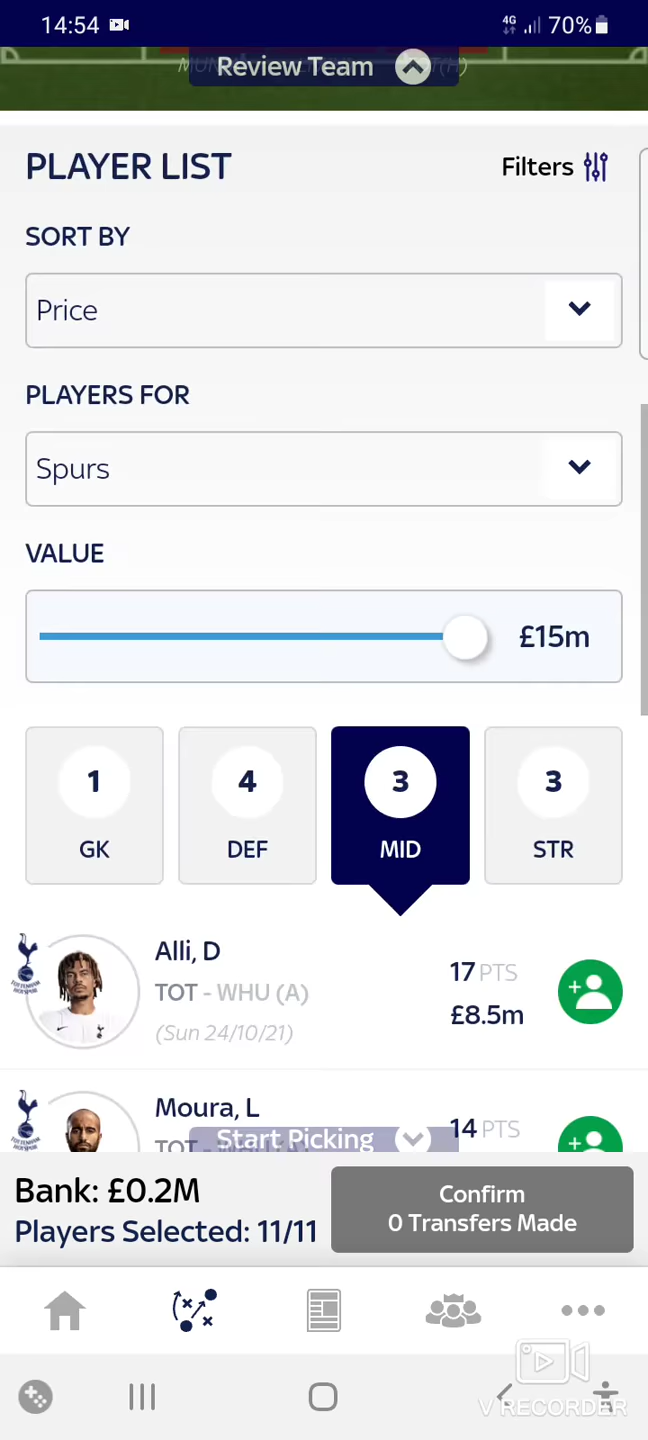 14:54 4G 70%
Review Team
PLAYER LIST Filters
SORT BY
Price
PLAYERS FOR
Spurs
VALUE
£15m
1 4 3 3
GK DEF MID STR
Alli, D
17 PTS
TOT - WHU (A)
£8.5m
(Sun 24/10/21)
Moura, L
14 PTS
TOT
Start Picking
Bank: £0.2M
Players Selected: 11/11
Confirm
0 Transfers Made
V RECORDER